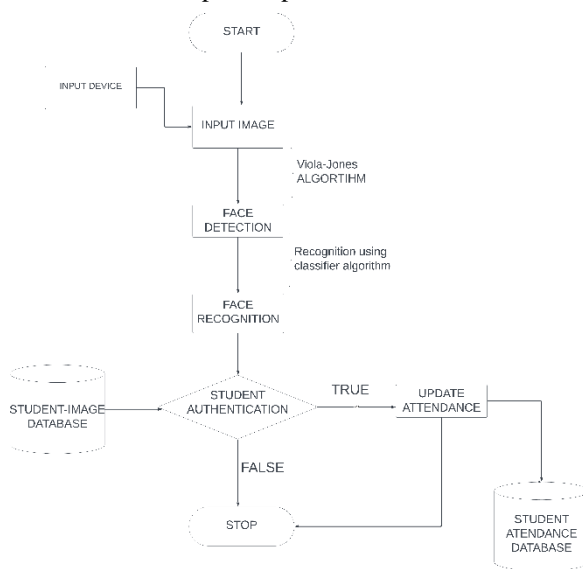 START
INPUT DEVICE
INPUT IMAGE
Viola-Jones
ALGORTIHM
FACE
DETECTION
Recognition using
classifier algorithm
FACE
RECOGNITION
STUDENT
AUTHENTICATION
TRUE
UPDATE
ATTENDANCE
STUDENT-IMAGE
DATABASE
FALSE
STOP
STUDENT
ATENDANCE
DATABASE